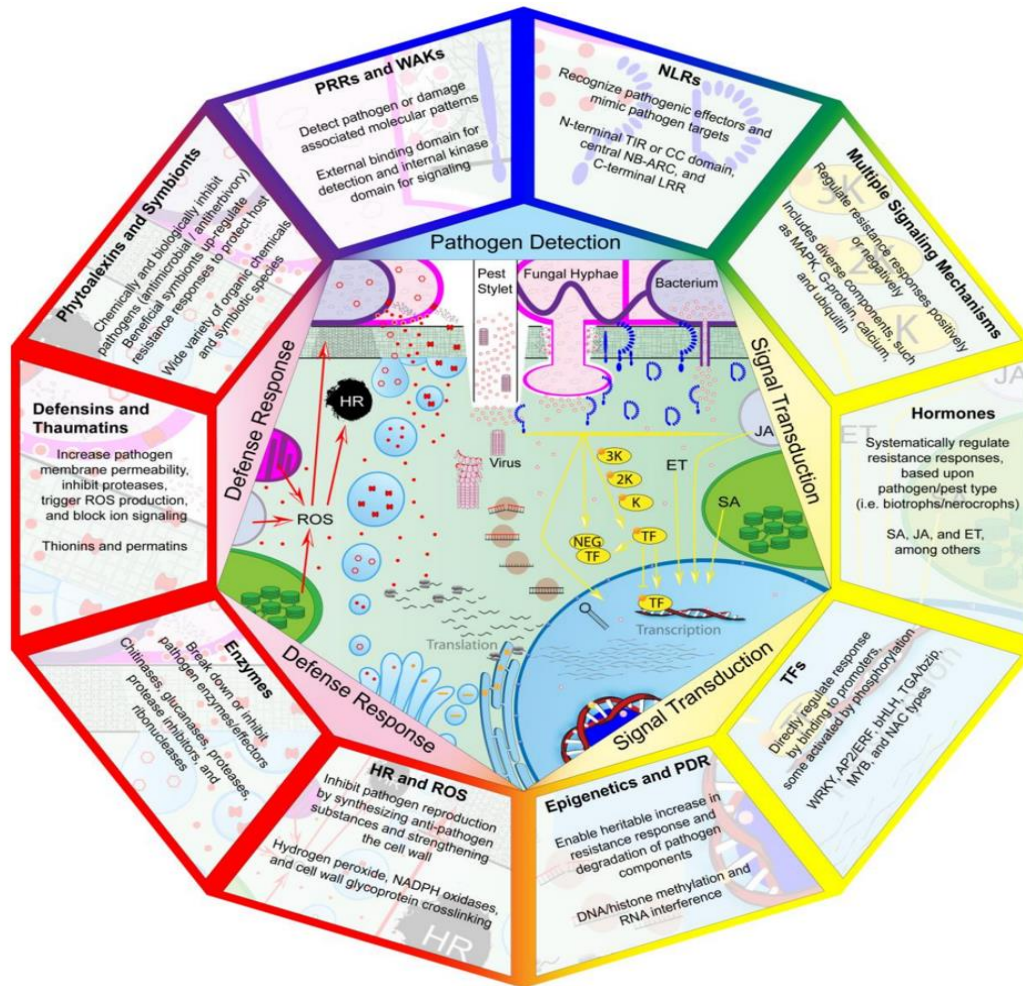 PRRs and WAKs
Detect pathogen or damage
associated molecular patterns
External binding domain for
detection and internal kinase
domain for signaling
NLRs
Recognize pathogenic effectors and
mimic pathogen targets
N-terminal TIR or CC domain,
central NB-ARC, and
C-terminal LRR
Multiple Signaling Mechanisms
Regulate resistance responses positively
or negatively
Includes diverse components, such
as MAPK, G-protein, calcium,
and ubiquitin
Hormones
Systematically regulate
resistance responses,
based upon
pathogen/pest type
(i.e. biotrophs/nerocrophs)
SA, JA, and ET,
among others
TFs
Directly regulate response
by binding to promoters,
some activated by phosphorylation
WRKY, AP2/ERF, bHLH, TGA/bzip,
MYB, and NAC types
Epigenetics and PDR
Enable heritable increase in
resistance response and
degradation of pathogen
components
DNA/histone methylation and
RNA interference
HR and ROS
Inhibit pathogen reproduction
by synthesizing anti-pathogen
substances and strengthening
the cell wall
Hydrogen peroxide, NADPH oxidases,
and cell wall glycoprotein crosslinking
HR
Enzymes
Break down or inhibit
pathogen enzymes/effectors
Chitinases, glucanases, proteases,
protease inhibitors, and
ribonucleases
Defensins and
Thaumatins
Increase pathogen
membrane permeability,
inhibit proteases,
trigger ROS production,
and block ion signaling
Thionins and permatins
Phytoalexins and Symbionts
Chemically and biologically inhibit
pathogens (antimicrobial / antiherbivory)
Beneficial symbionts up-regulate
resistance responses to protect host
Wide variety of organic chemicals
and symbiotic species
Pathogen Detection
Signal Transduction
Signal Transduction
Defense Response
Defense Response
Pest
Stylet
Fungal Hyphae
Bacterium
HR
Virus
ROS
JA
ET
SA
3K
2K
K
NEG
TF
TF
TF
Transcription
Translation
3K
2K
K
JA
ET